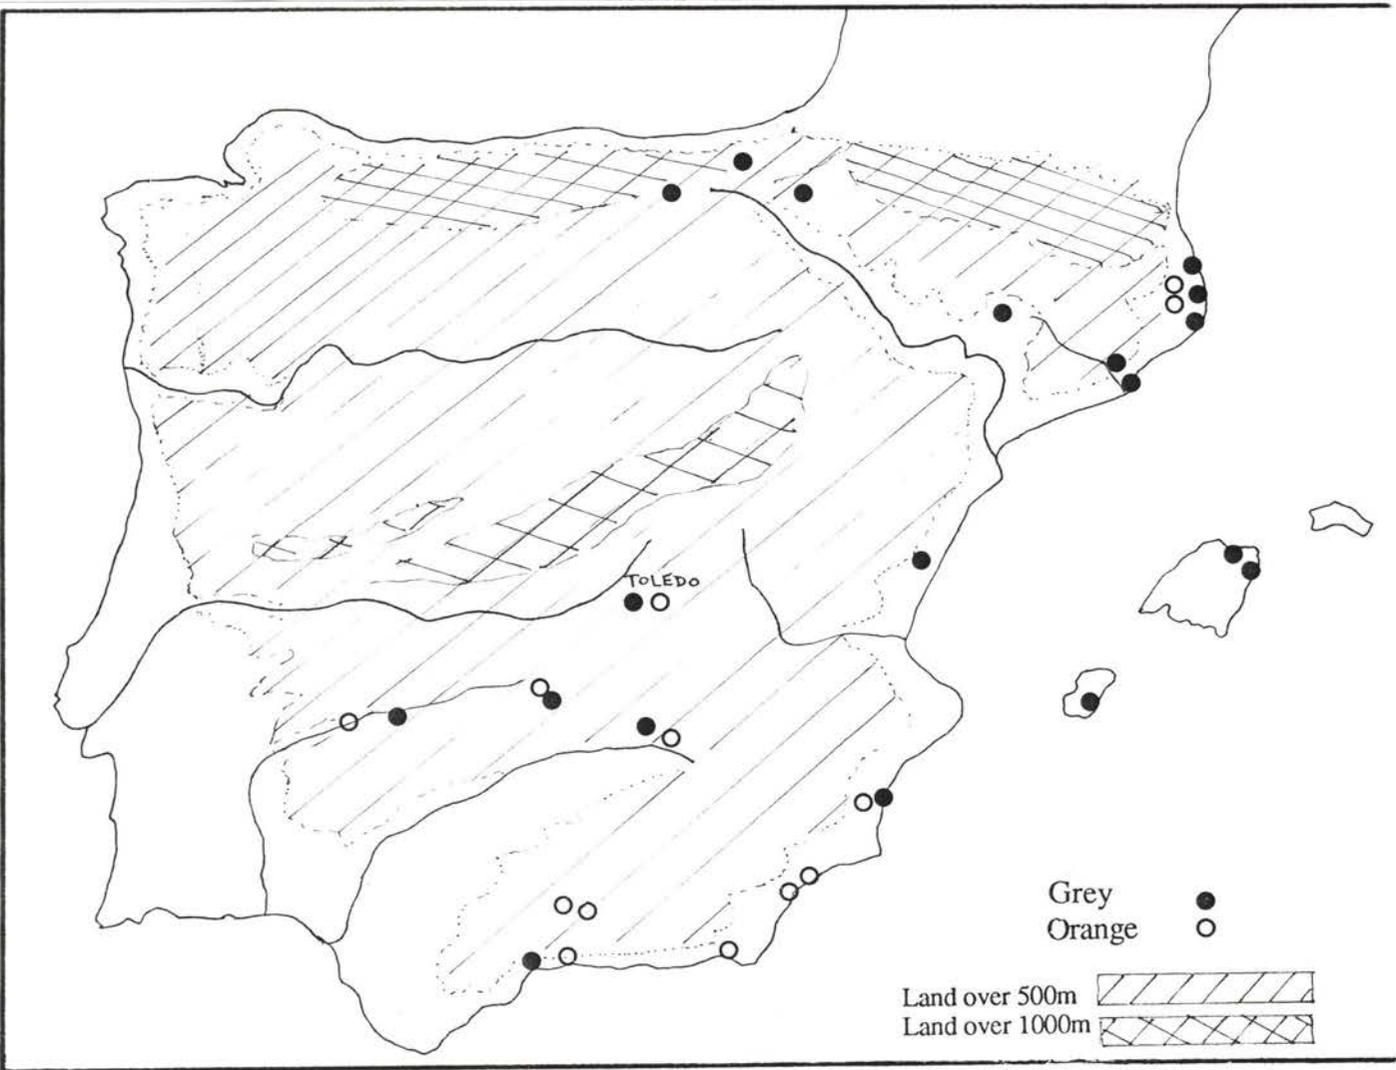 TOLEDO
Grey
Orange
Land over 500m
Land over 1000m